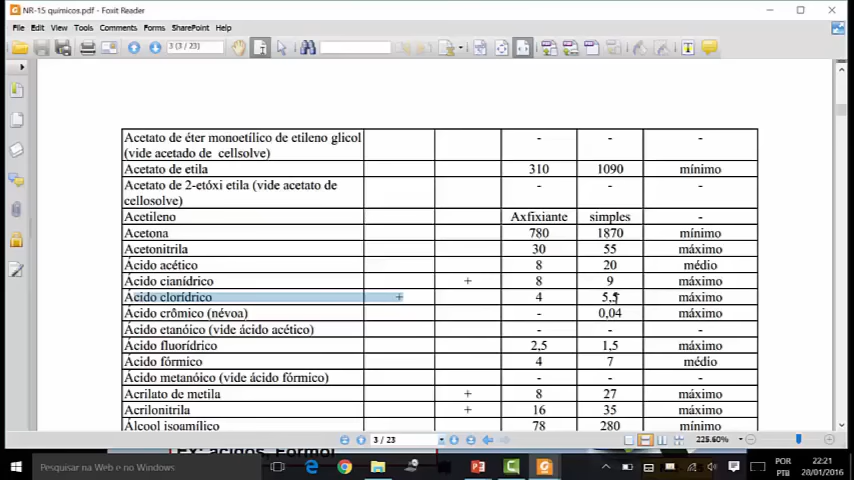 NR-15 quimicos.pdf - Foxit Reader
File Edit View Tools Comments Forms SharePoint Help
3 (3 / 23)
Acetato de éter monoetílico de etileno glicol - - -
(vide acetado de cellsolve)
Acetato de etila 310 1090 mínimo
Acetato de 2-etóxi etila (vide acetato de - - -
cellosolve)
Acetileno Axfixiante simples -
Acetona 780 1870 mínimo
Acetonitrila 30 55 máximo
Ácido acético 8 20 médio
Ácido cianídrico + 8 9 máximo
Ácido clorídrico + 4 5,5 máximo
Ácido crômico (névoa) - 0,04 máximo
Ácido etanóico (vide ácido acético) - - -
Ácido fluorídrico 2,5 1,5 máximo
Ácido fórmico 4 7 médio
Ácido metanóico (vide ácido fórmico) - - -
Acrilato de metila + 8 27 máximo
Acrilonitrila + 16 35 máximo
Álcool isoamílico 78 280 mínimo
3 / 23 225.60%
Ex: ácidos, Formol
Pesquisar na Web e no Windows
POR 22:21
PTB 28/01/2016